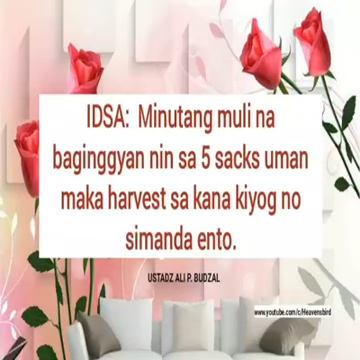 IDSA: Minutang muli na
baginggyan nin sa 5 sacks uman
maka harvest sa kana kiyog no
simanda ento.
USTADZ ALI P. BUDZAL
www.youtube.com/c/Heavensbird